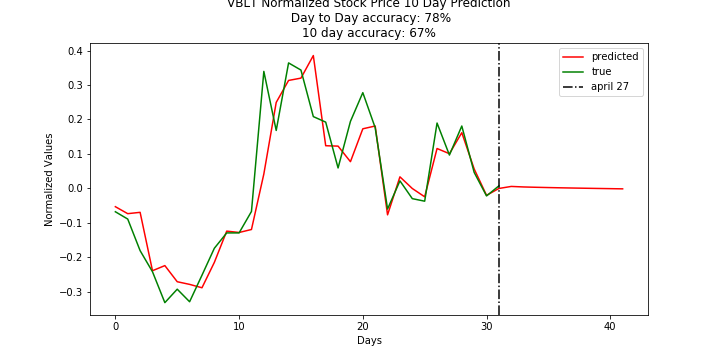 VBLT Normalized Stock Price 10 Day Prediction
Day to Day accuracy: 78%
10 day accuracy: 67%
predicted
true
april 27
Normalized Values
0.4
0.3
0.2
0.1
0.0
−0.1
−0.2
−0.3
0
10
20
30
40
Days